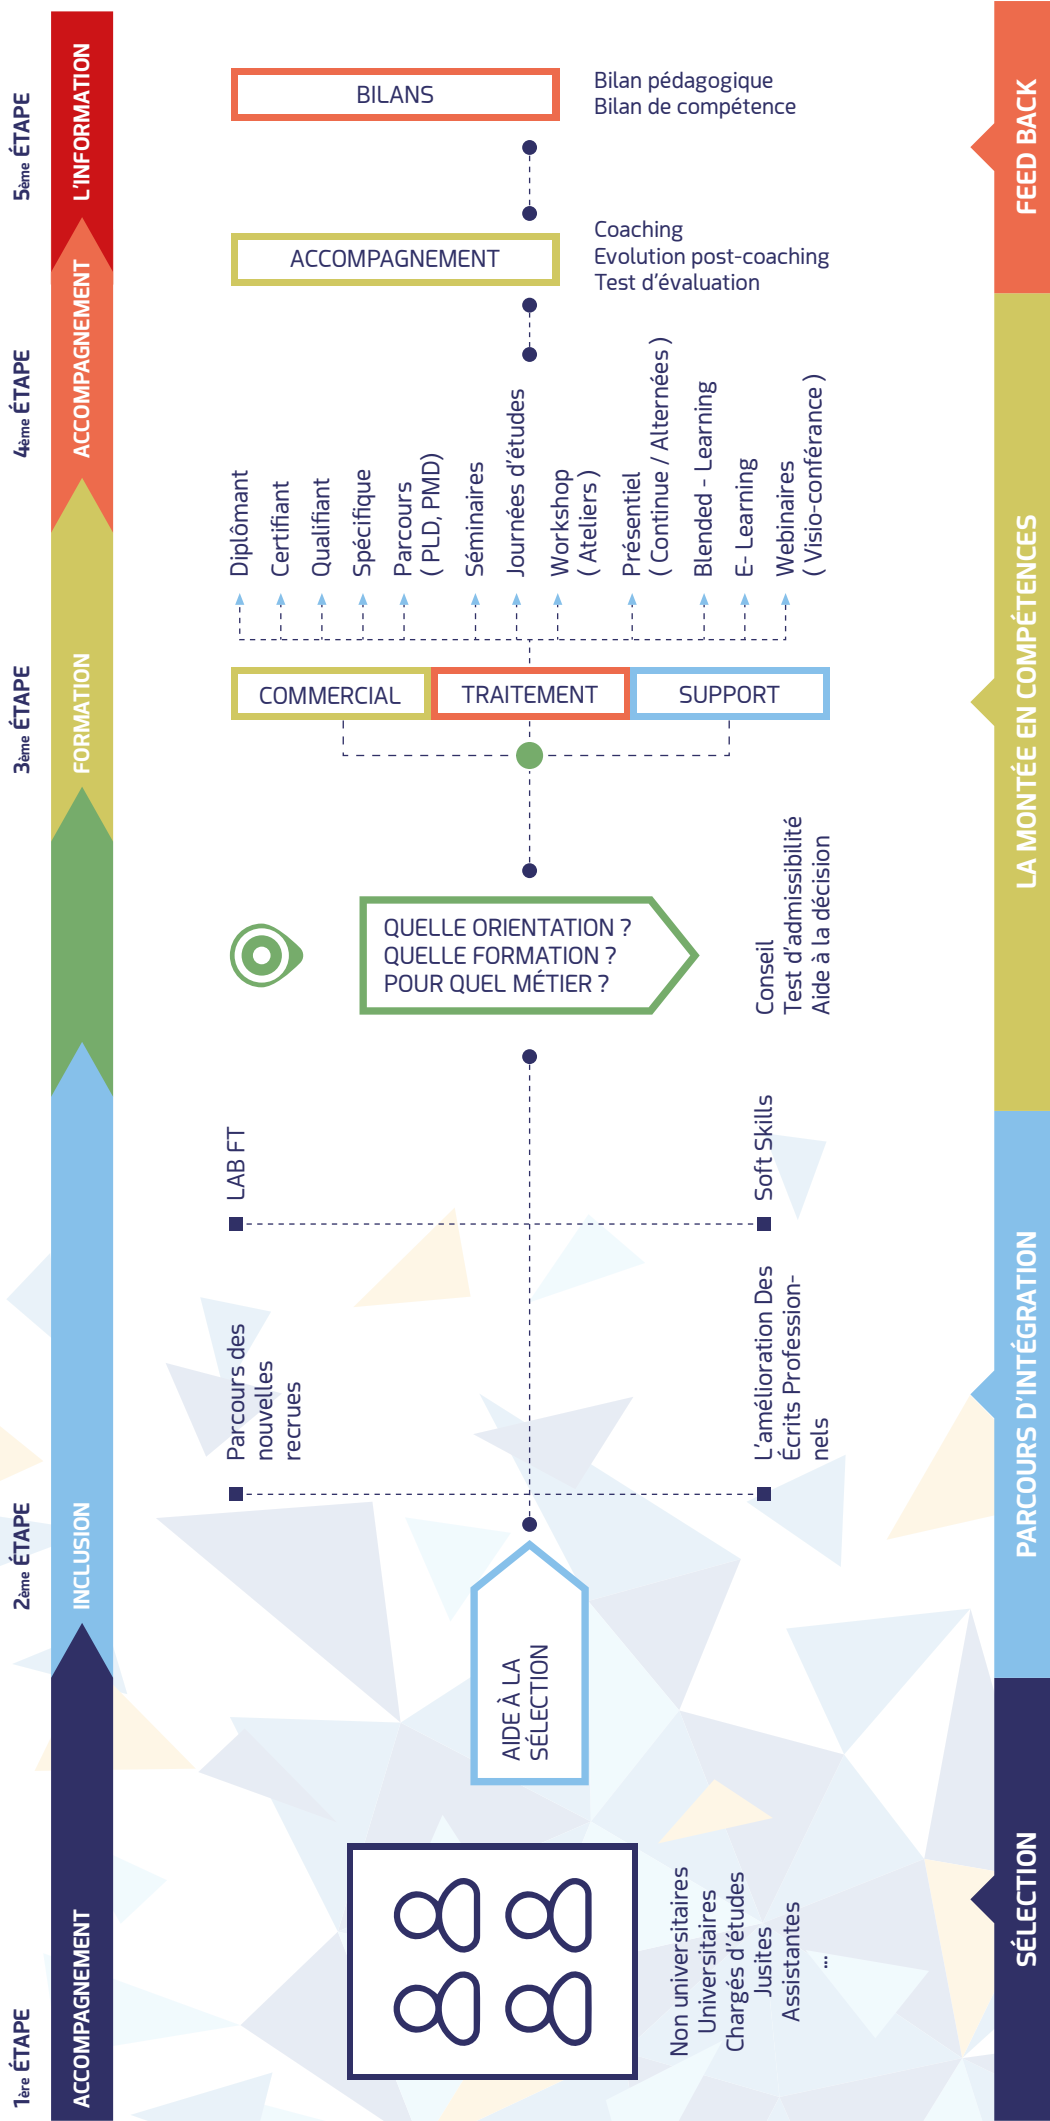 1ère ÉTAPE
2ème ÉTAPE
3ème ÉTAPE
4ème ÉTAPE
5ème ÉTAPE
ACCOMPAGNEMENT
INCLUSION
FORMATION
ACCOMPAGNEMENT
L'INFORMATION
Non universitaires
Universitaires
Chargés d'études
Jusites
Assistantes
...
AIDE À LA
SÉLECTION
Parcours des
nouvelles
recrues
L'amélioration Des
Écrits Profession-
nels
LAB FT
Soft Skills
QUELLE ORIENTATION ?
QUELLE FORMATION ?
POUR QUEL MÉTIER ?
Conseil
Test d'admissibilité
Aide à la décision
COMMERCIAL
TRAITEMENT
SUPPORT
Diplômant
Certifiant
Qualifiant
Spécifique
Parcours
( PLD, PMD)
Séminaires
Journées d'études
Workshop
( Ateliers )
Présentiel
( Continue / Alternées )
Blended - Learning
E- Learning
Webinaires
( Visio-conférance )
ACCOMPAGNEMENT
Coaching
Evolution post-coaching
Test d'évaluation
BILANS
Bilan pédagogique
Bilan de compétence
SÉLECTION
PARCOURS D'INTÉGRATION
LA MONTÉE EN COMPÉTENCES
FEED BACK